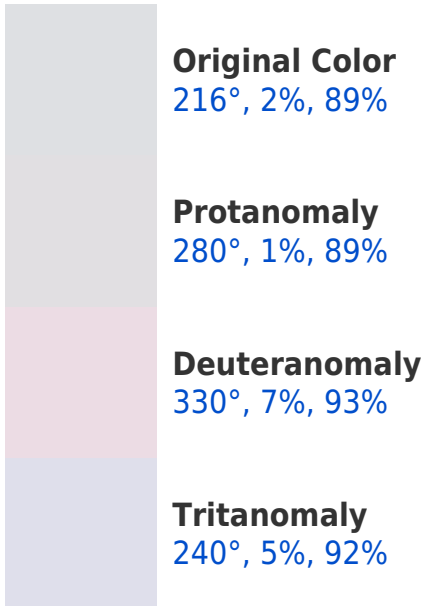 Original Color
216°, 2%, 89%
Protanomaly
280°, 1%, 89%
Deuteranomaly
330°, 7%, 93%
Tritanomaly
240°, 5%, 92%